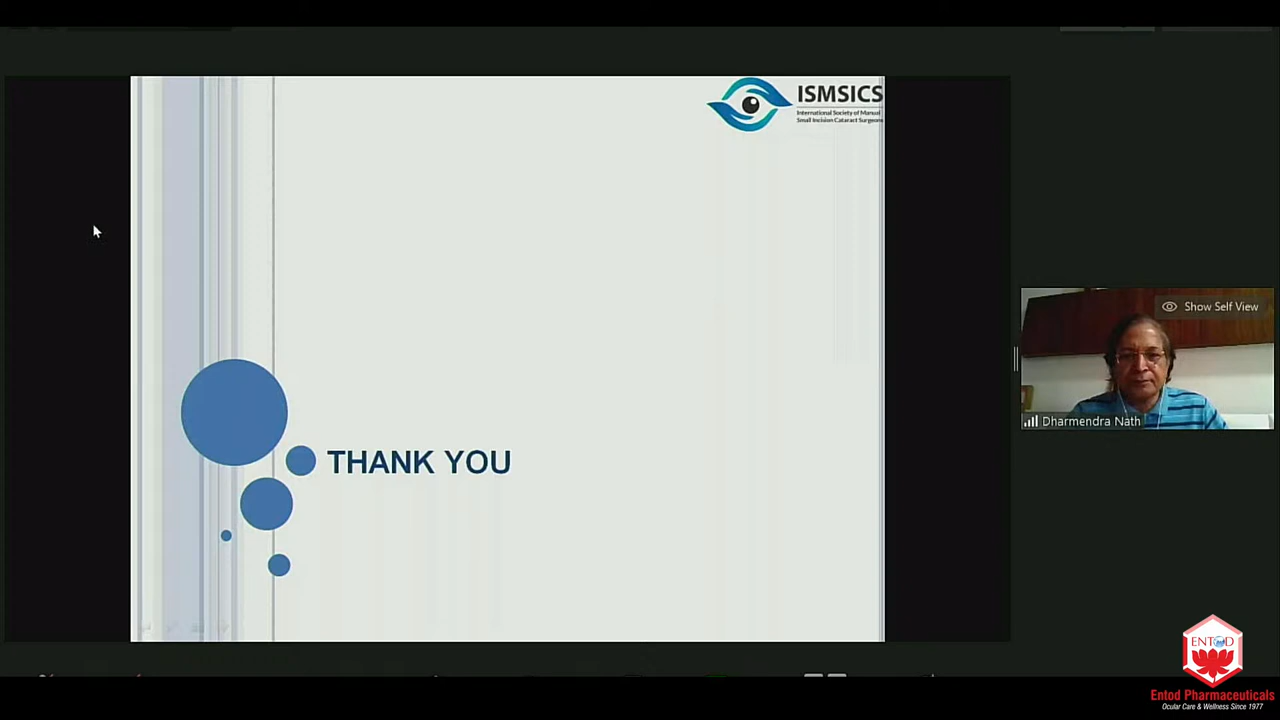 ISMSICS
International Society of Manual
Small Incision Cataract Surgeons
Show Self View
Dharmendra Nath
THANK YOU
ENTOD
Entod Pharmaceuticals
Ocular Care & Wellness Since 1977